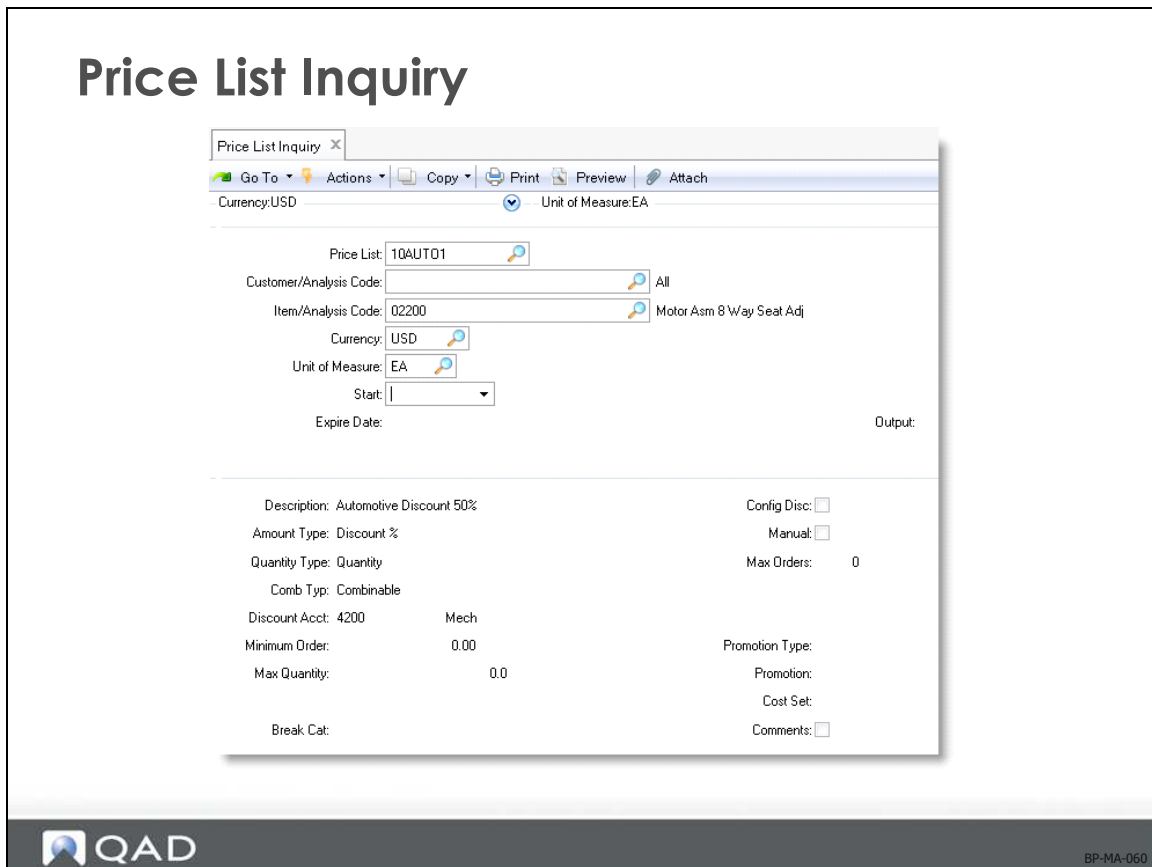 Price List Inquiry
Price List Inquiry
Go To Actions Copy Print Preview Attach
Currency:USD Unit of Measure:EA
Price List: 10AUTO1
Customer/Analysis Code: All
Item/Analysis Code: 02200 Motor Asm 8 Way Seat Adj
Currency: USD
Unit of Measure: EA
Start:
Expire Date: Output:
Description: Automotive Discount 50% Config Disc:
Amount Type: Discount % Manual:
Quantity Type: Quantity Max Orders: 0
Comb Typ: Combinable
Discount Acct: 4200 Mech
Minimum Order: 0.00 Promotion Type:
Max Quantity: 0.0 Promotion:
Cost Set:
Break Cat: Comments:
QAD
BP-MA-060